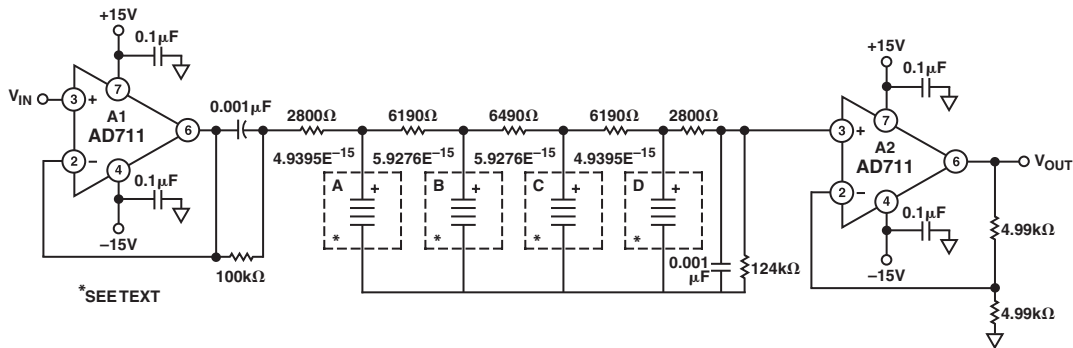 +15V
0.1µF
7
VIN
3
+
A1
AD711
6
2
–
4
0.1µF
–15V
0.001µF
100kΩ
*SEE TEXT
2800Ω
6190Ω
6490Ω
6190Ω
2800Ω
4.9395E–15
5.9276E–15
5.9276E–15
4.9395E–15
A
+
*
B
+
*
C
+
*
D
+
*
0.001
µF
124kΩ
+15V
0.1µF
7
3
+
A2
AD711
6
VOUT
2
–
4
0.1µF
–15V
4.99kΩ
4.99kΩ